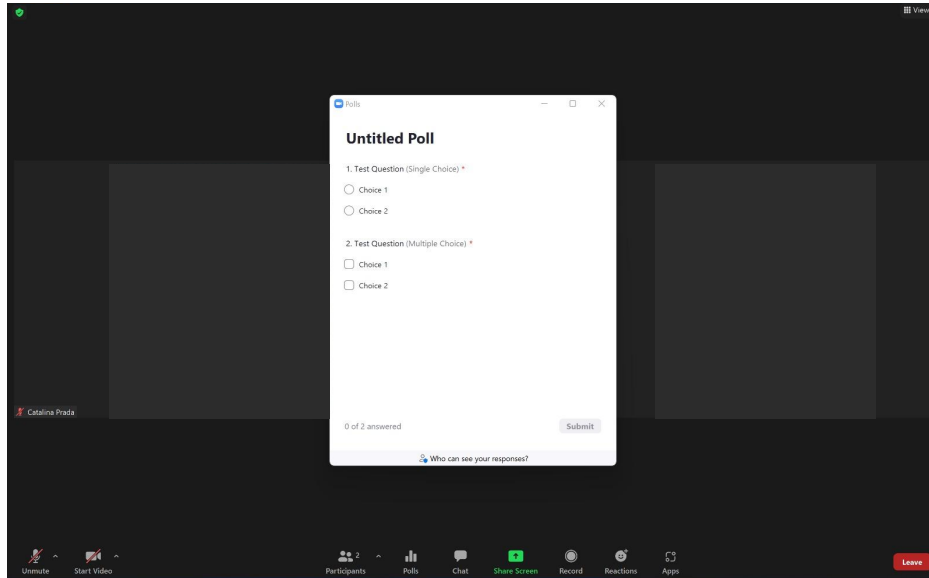 View
Polls
Untitled Poll
1. Test Question (Single Choice) *
Choice 1
Choice 2
2. Test Question (Multiple Choice) *
Choice 1
Choice 2
Catalina Prada
0 of 2 answered
Submit
Who can see your responses?
2
Unmute Start Video Participants Polls Chat Share Screen Record Reactions Apps Leave